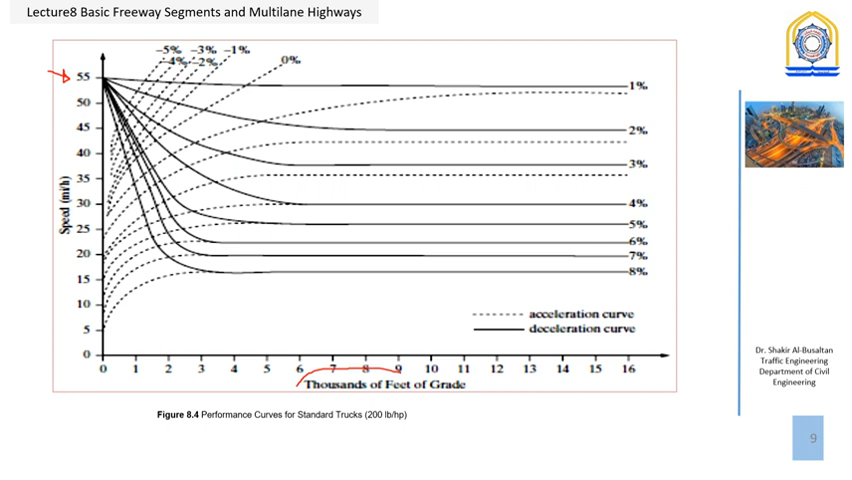 Lecture8 Basic Freeway Segments and Multilane Highways
-5% -3% -1%
-4% -2%
0%
55
50
45
40
35
30
25
20
15
10
5
0
Speed (mi/h)
1%
2%
3%
4%
5%
6%
7%
8%
acceleration curve
deceleration curve
0 1 2 3 4 5 6 7 8 9 10 11 12 13 14 15 16
Thousands of Feet of Grade
Figure 8.4 Performance Curves for Standard Trucks (200 lb/hp)
Dr. Shakir Al-Busaltan
Traffic Engineering
Department of Civil
Engineering
9